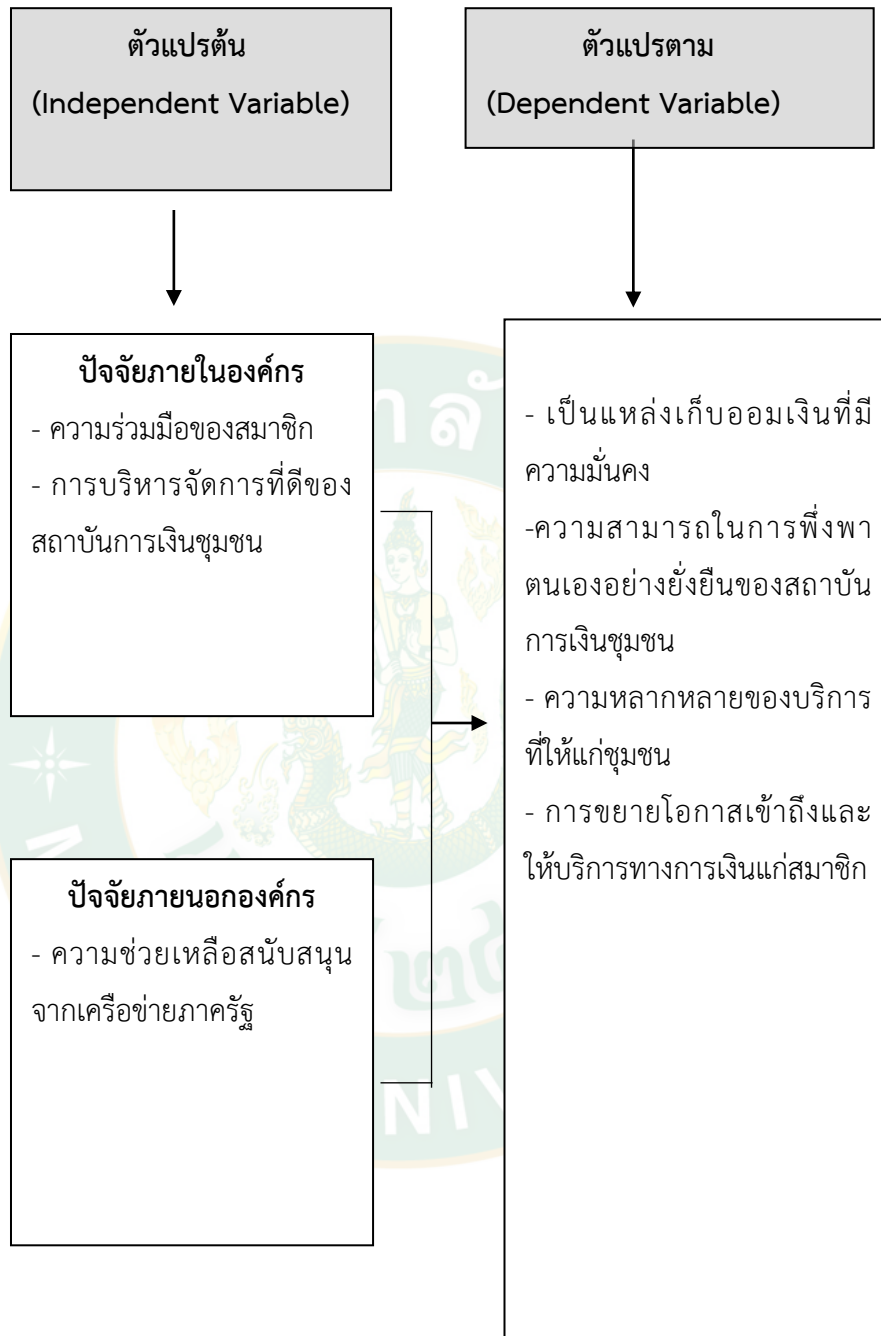 ตัวแปรต้น
(Independent Variable)
ตัวแปรตาม
(Dependent Variable)
ปัจจัยภายในองค์กร
- ความร่วมมือของสมาชิก
- การบริหารจัดการที่ดีของ
สถาบันการเงินชุมชน
ปัจจัยภายนอกองค์กร
- ความช่วยเหลือสนับสนุน
จากเครือข่ายภาครัฐ
- เป็นแหล่งเก็บออมเงินที่มี
ความมั่นคง
-ความสามารถในการพึ่งพา
ตนเองอย่างยั่งยืนของสถาบัน
การเงินชุมชน
- ความหลากหลายของบริการ
ที่ให้แก่ชุมชน
- การขยายโอกาสเข้าถึงและ
ให้บริการทางการเงินแก่สมาชิก